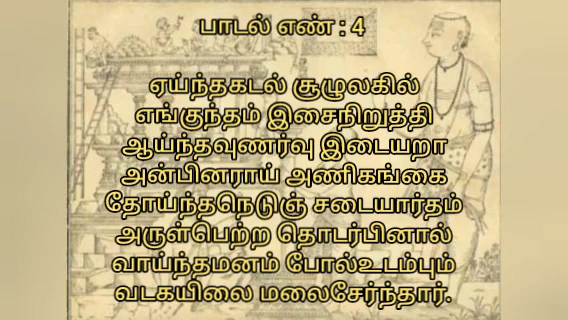 பாடல் எண் : 4
ஏய்ந்தகடல் சூழுலகில்
எங்குந்தம் இசைநிறுத்தி
ஆய்ந்தவுணர்வு இடையறா
அன்பினராய் அணிகங்கை
தோய்ந்தநெடுஞ் சடையார்தம்
அருள்பெற்ற தொடர்பினால்
வாய்ந்தமனம் போல்உடம்பும்
வடகயிலை மலைசேர்ந்தார்.